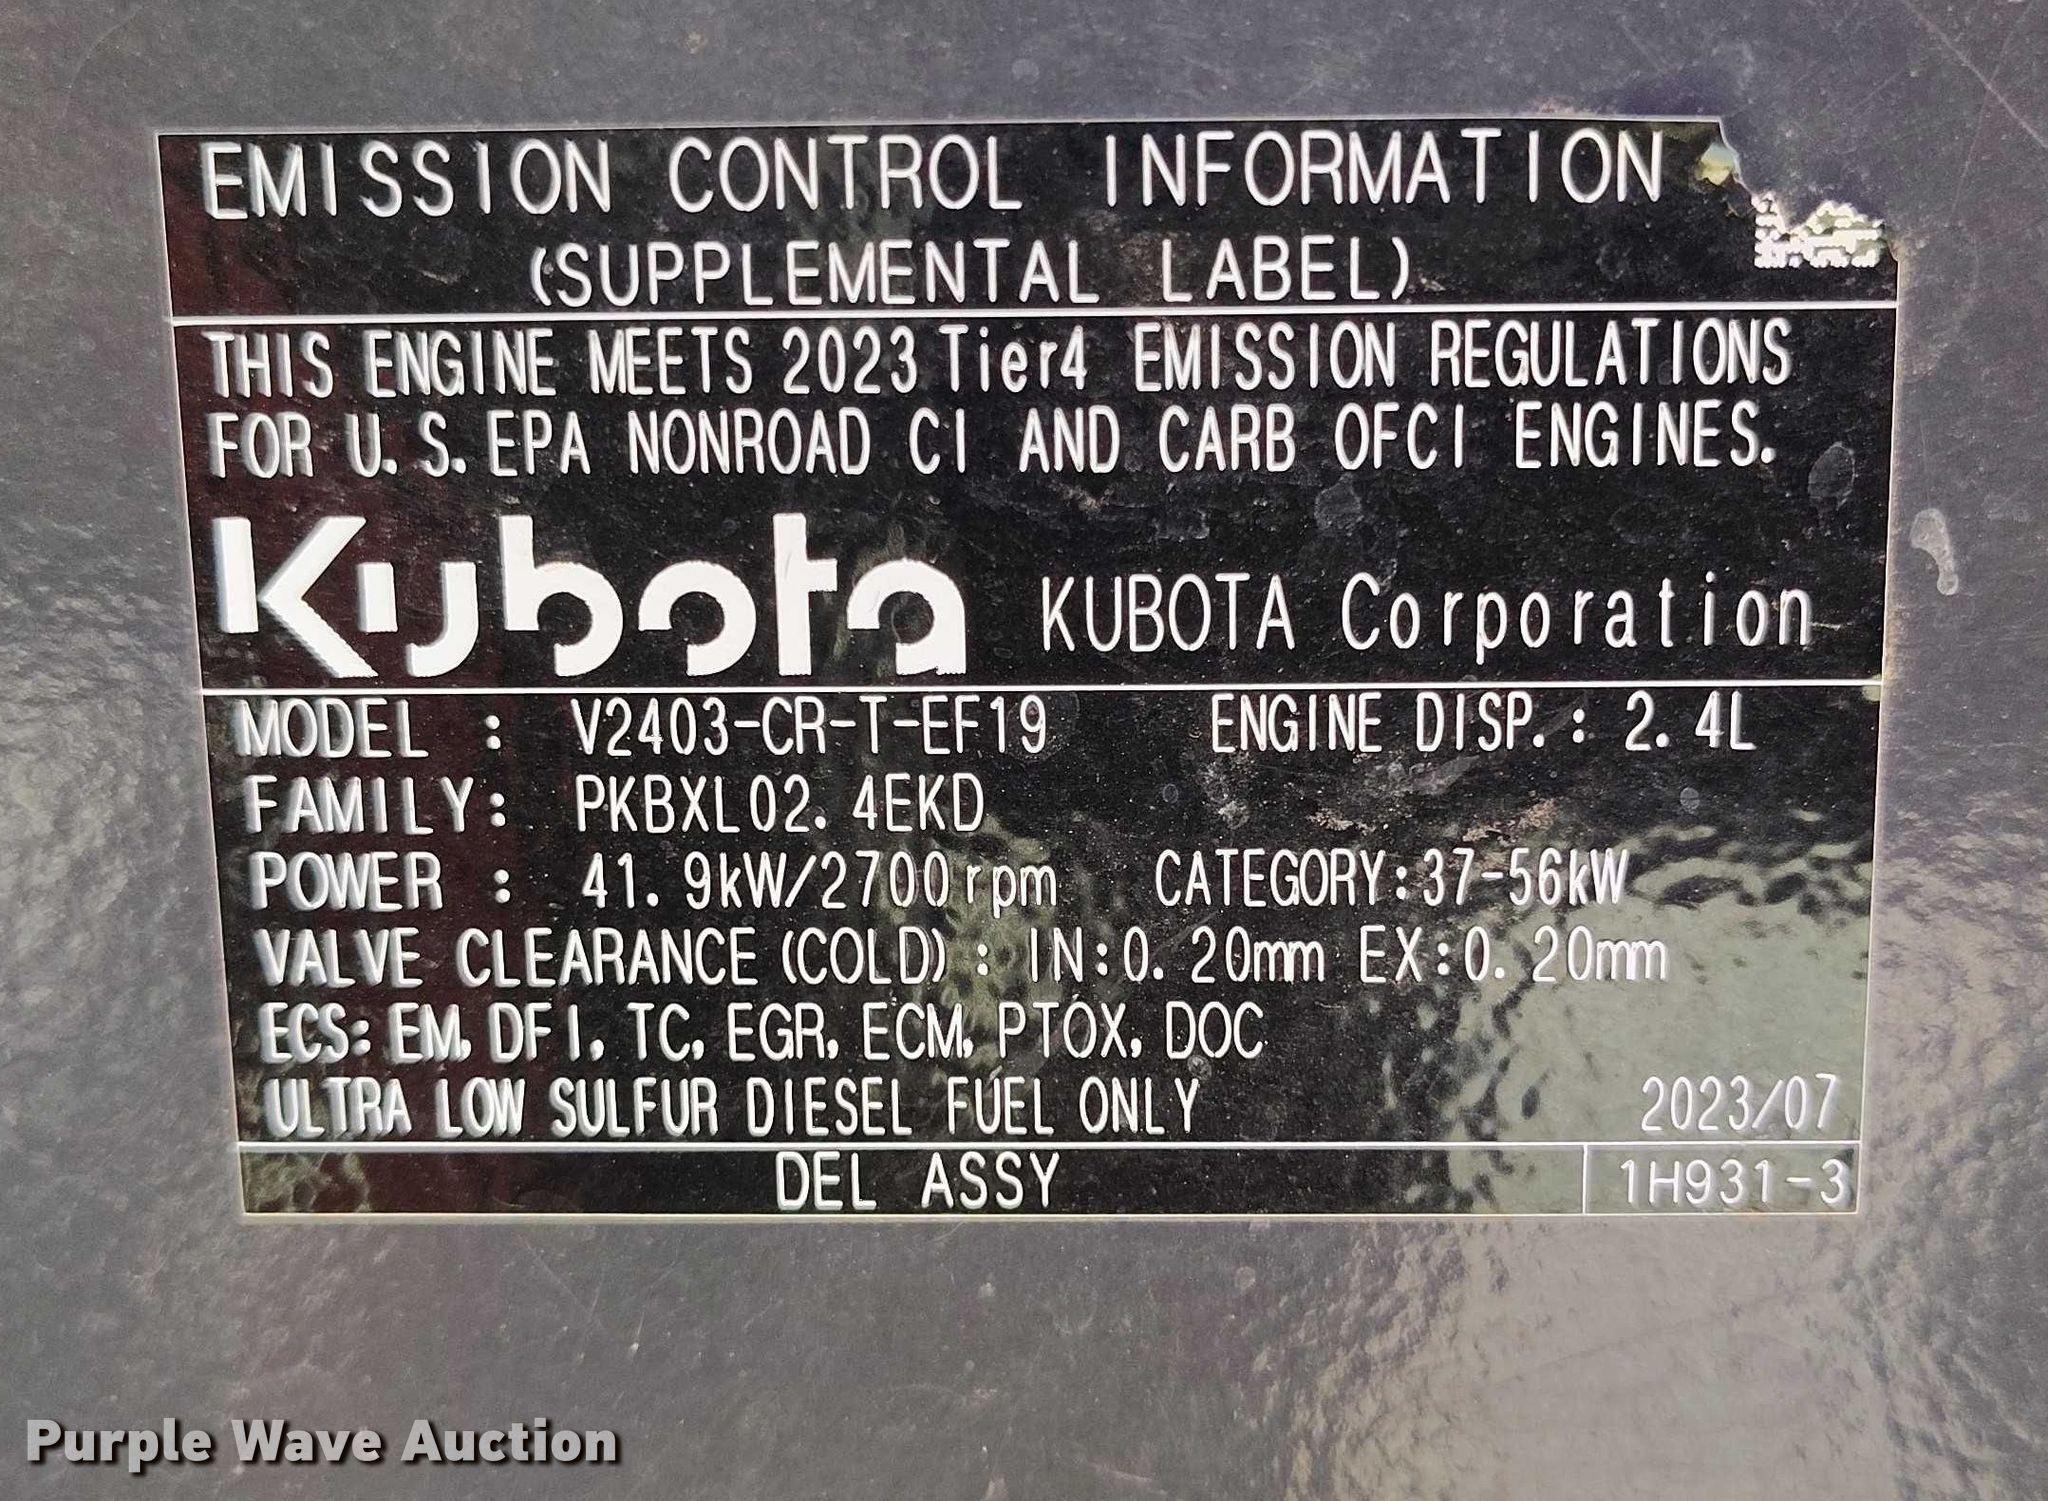 EMISSION CONTROL INFORMATION
(SUPPLEMENTAL LABEL)
THIS ENGINE MEETS 2023 Tier4 EMISSION REGULATIONS
FOR U.S. EPA NONROAD CI AND CARB OFCI ENGINES.
Kubota KUBOTA Corporation
MODEL : V2403-CR-T-EF19 ENGINE DISP.: 2.4L
FAMILY: PKBXL02.4EKD
POWER : 41.9kW/2700rpm CATEGORY:37-56kW
VALVE CLEARANCE(COLD): IN:0.20mm EX:0.20mm
ECS: EM, DFI, TC, EGR, ECM, PTOX, DOC
ULTRA LOW SULFUR DIESEL FUEL ONLY 2023/07
DEL ASSY 1H931-3
Purple Wave Auction